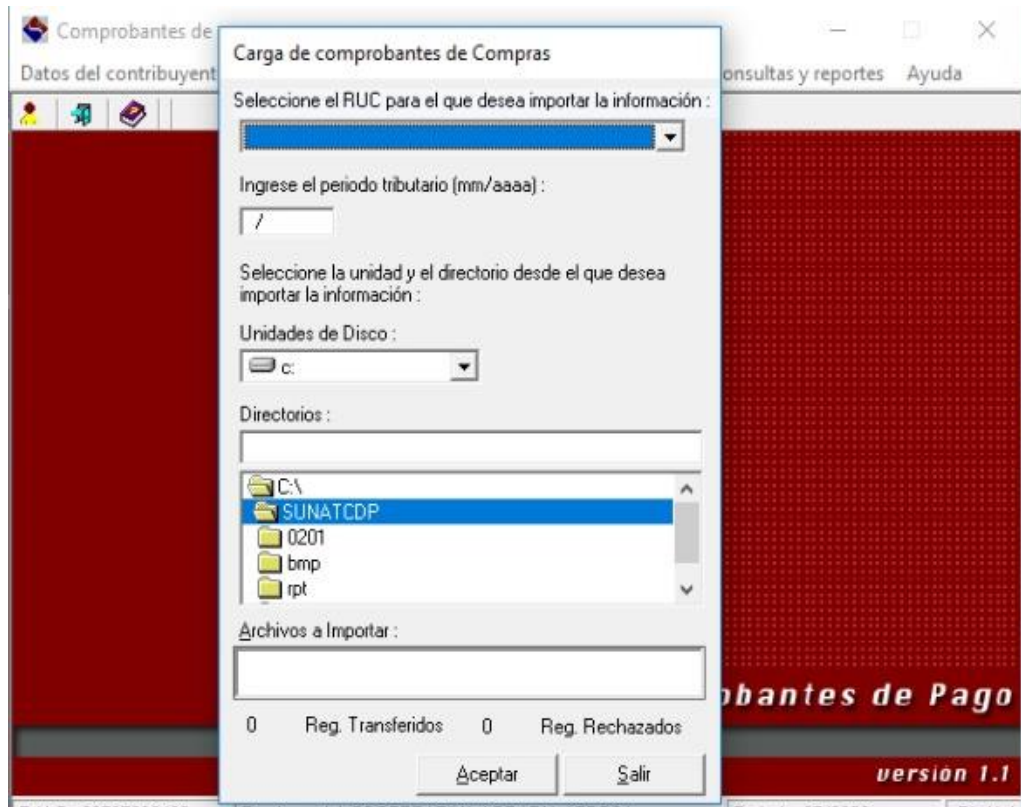 Comprobantes de
Carga de comprobantes de Compras
Datos del contribuyent
onsultas y reportes Ayuda
Seleccione el RUC para el que desea importar la información :
Ingrese el periodo tributario (mm/aaaa) :
/
Seleccione la unidad y el directorio desde el que desea
importar la información :
Unidades de Disco :
c:
Directorios :
C:\
SUNATCDP
0201
bmp
rpt
Archivos a Importar :
obantes de Pago
0 Reg. Transferidos 0 Reg. Rechazados
Aceptar Salir
versión 1.1